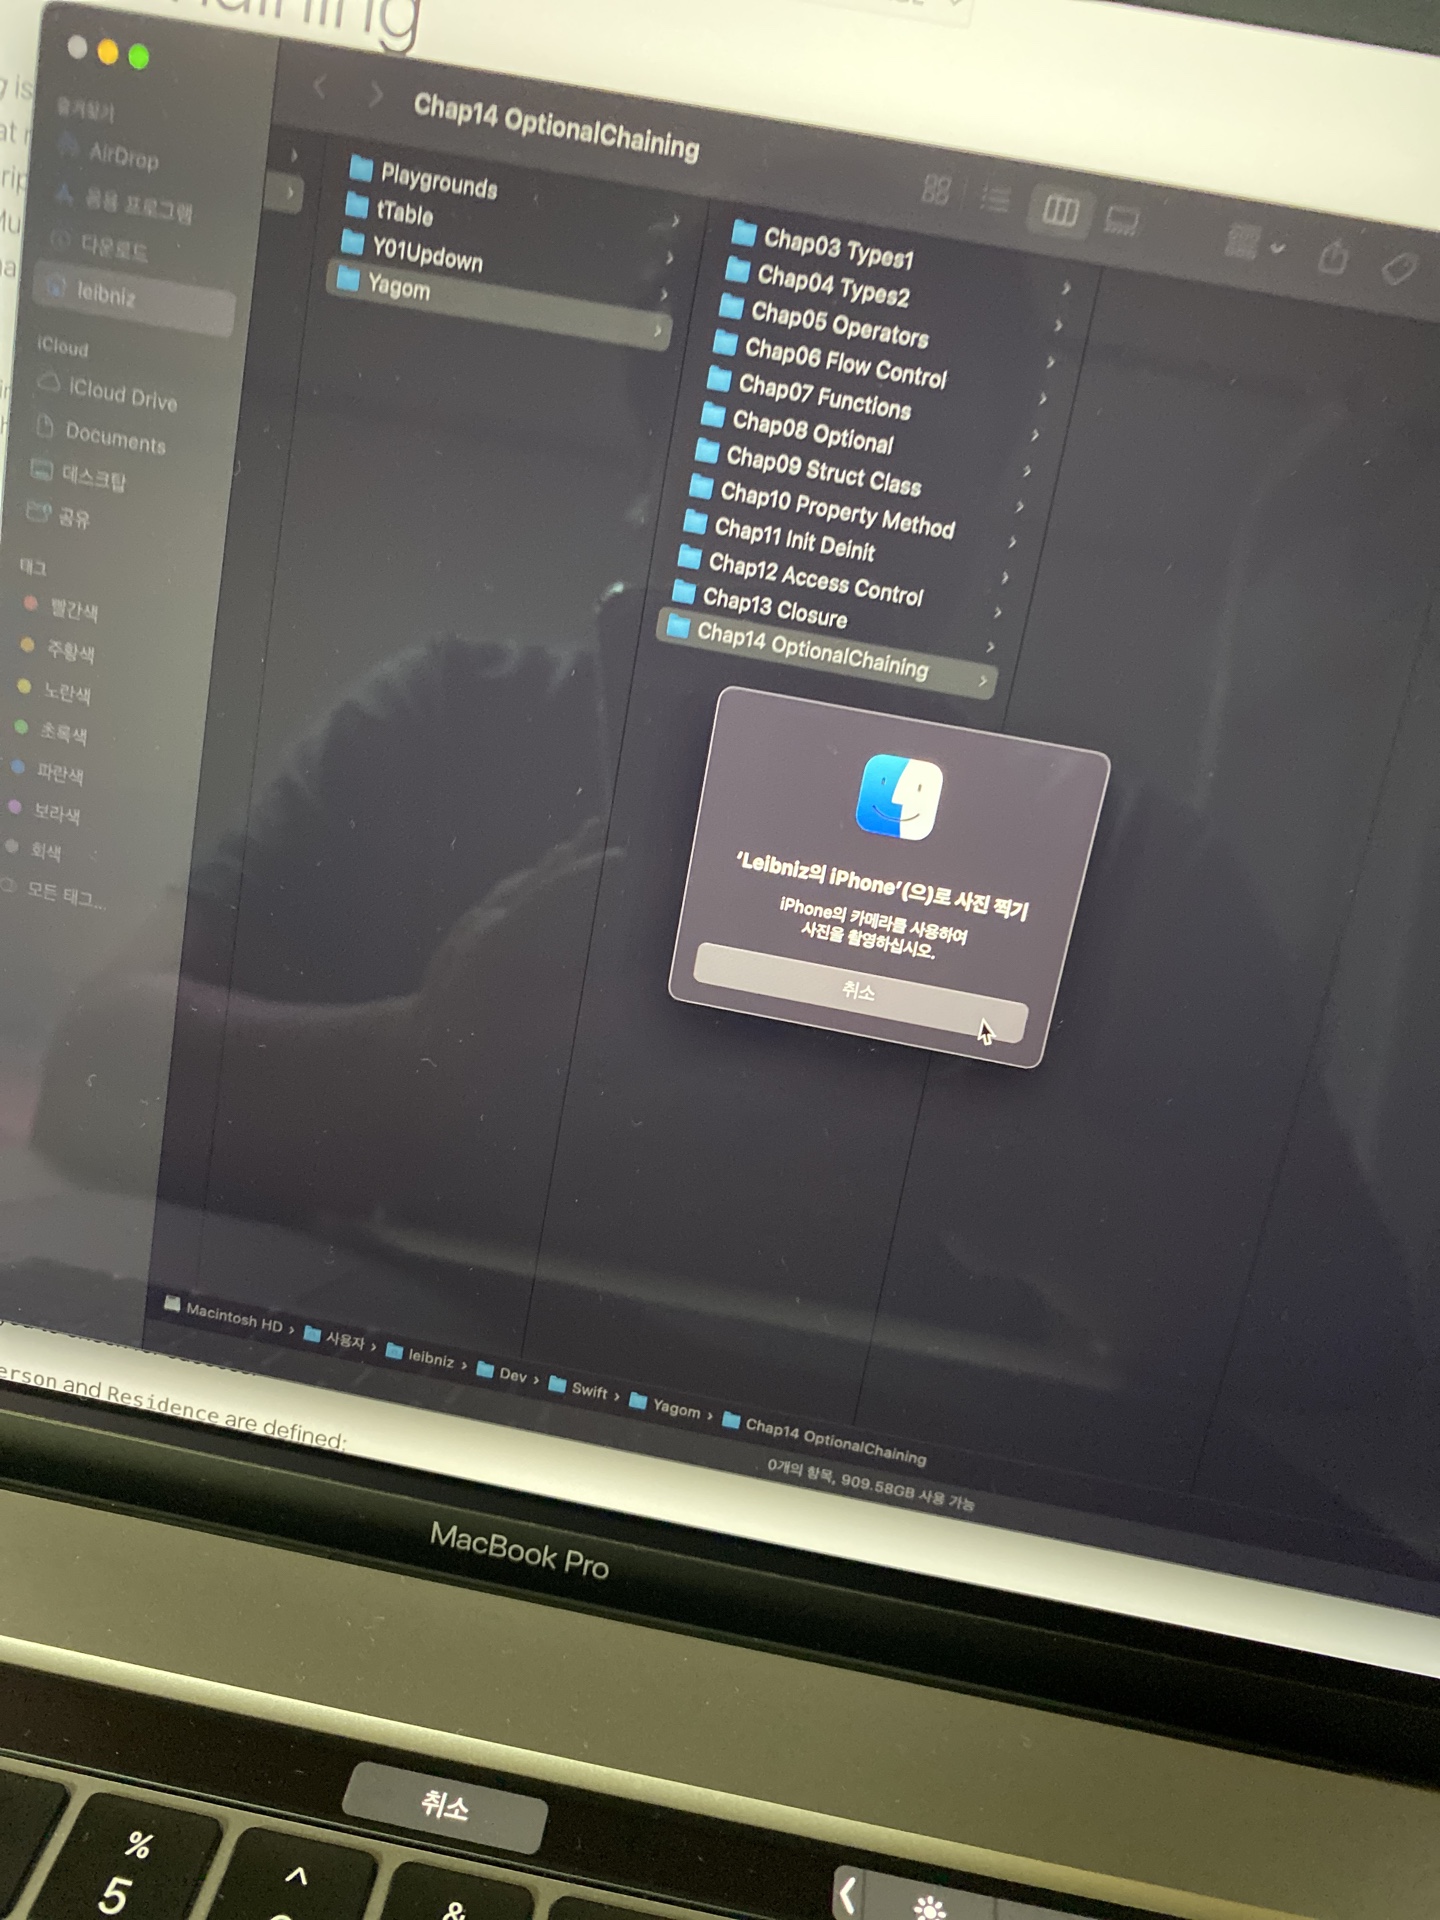 Chap14 OptionalChaining
즐겨찾기
AirDrop
응용 프로그램
다운로드
leibniz
iCloud
iCloud Drive
Documents
데스크탑
공유
태그
빨간색
주황색
노란색
초록색
파란색
보라색
회색
모든 태그...
Playgrounds
tTable
Y01Updown
Yagom
Chap03 Types1
Chap04 Types2
Chap05 Operators
Chap06 Flow Control
Chap07 Functions
Chap08 Optional
Chap09 Struct Class
Chap10 Property Method
Chap11 Init Deinit
Chap12 Access Control
Chap13 Closure
Chap14 OptionalChaining
‘Leibniz의 iPhone’(으)로 사진 찍기
iPhone의 카메라를 사용하여
사진을 촬영하십시오.
취소
Macintosh HD › 사용자 › leibniz › Dev › Swift › Yagom › Chap14 OptionalChaining
0개의 항목, 909.58GB 사용 가능
and Residence are defined:
MacBook Pro
취소
%
5
^
&